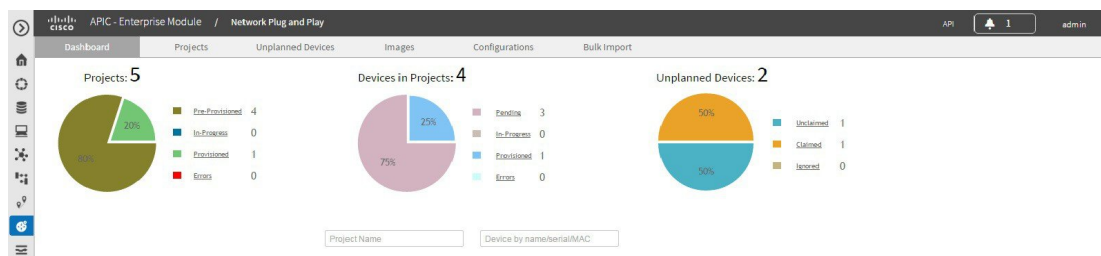 CISCO APIC - Enterprise Module / Network Plug and Play API 1 admin
Dashboard Projects Unplanned Devices Images Configurations Bulk Import
Projects: 5 Devices in Projects: 4 Unplanned Devices: 2
80% 20%
Pre-Provisioned 4
In-Progress 0
Provisioned 1
Errors 0
75% 25%
Pending 3
In-Progress 0
Provisioned 1
Errors 0
50% 50%
Unclaimed 1
Claimed 1
Ignored 0
Project Name Device by name/serial/MAC